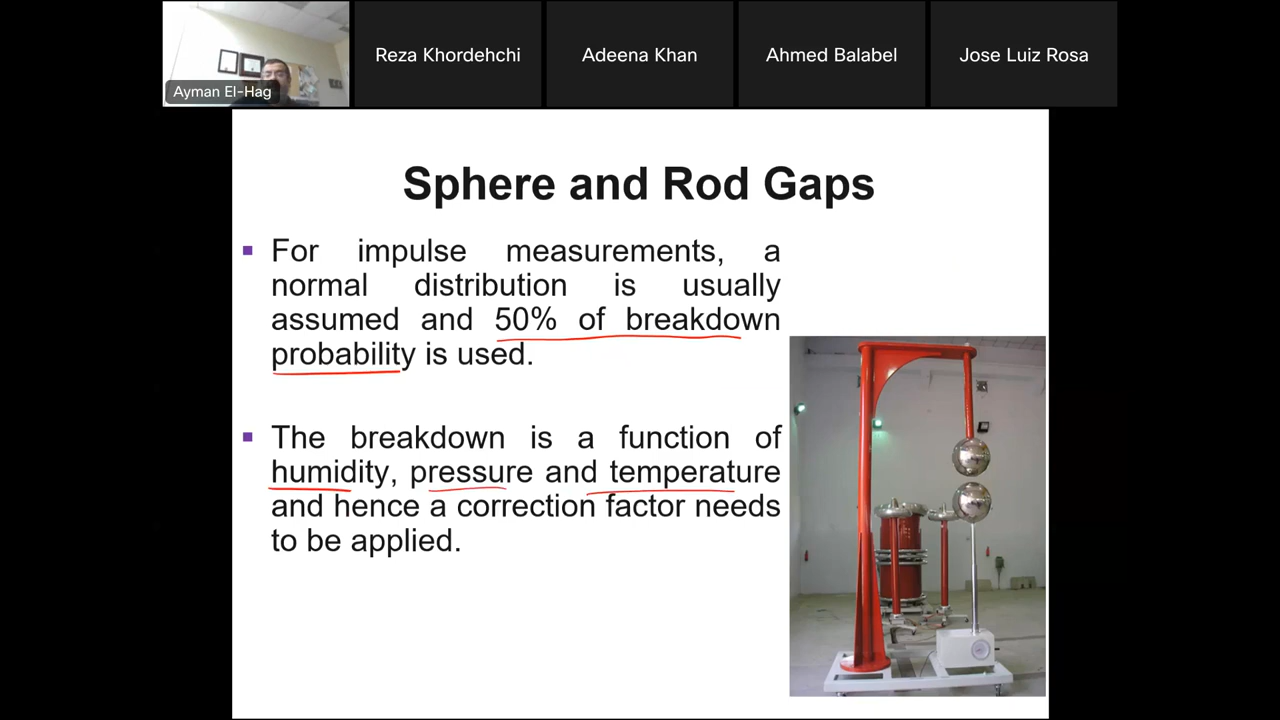 Ayman El-Hag
Reza Khordehchi
Adeena Khan
Ahmed Balabel
Jose Luiz Rosa
Sphere and Rod Gaps
For impulse measurements, a
normal distribution is usually
assumed and 50% of breakdown
probability is used.
The breakdown is a function of
humidity, pressure and temperature
and hence a correction factor needs
to be applied.